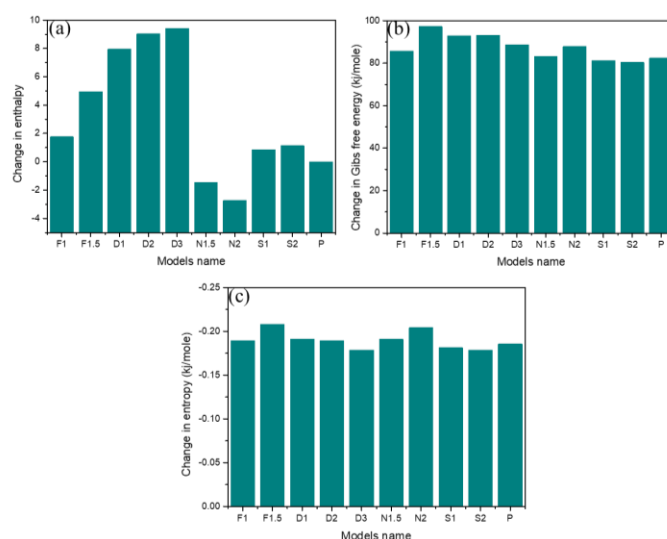 (a)
Change in enthalpy
10
8
6
4
2
0
-2
-4
F1 F1.5 D1 D2 D3 N1.5 N2 S1 S2 P
Models name
(b)
Change in Gibs free energy (kj/mole)
100
80
60
40
20
0
F1 F1.5 D1 D2 D3 N1.5 N2 S1 S2 P
Models name
(c)
Change in entropy (kj/mole)
-0.25
-0.20
-0.15
-0.10
-0.05
0.00
F1 F1.5 D1 D2 D3 N1.5 N2 S1 S2 P
Models name